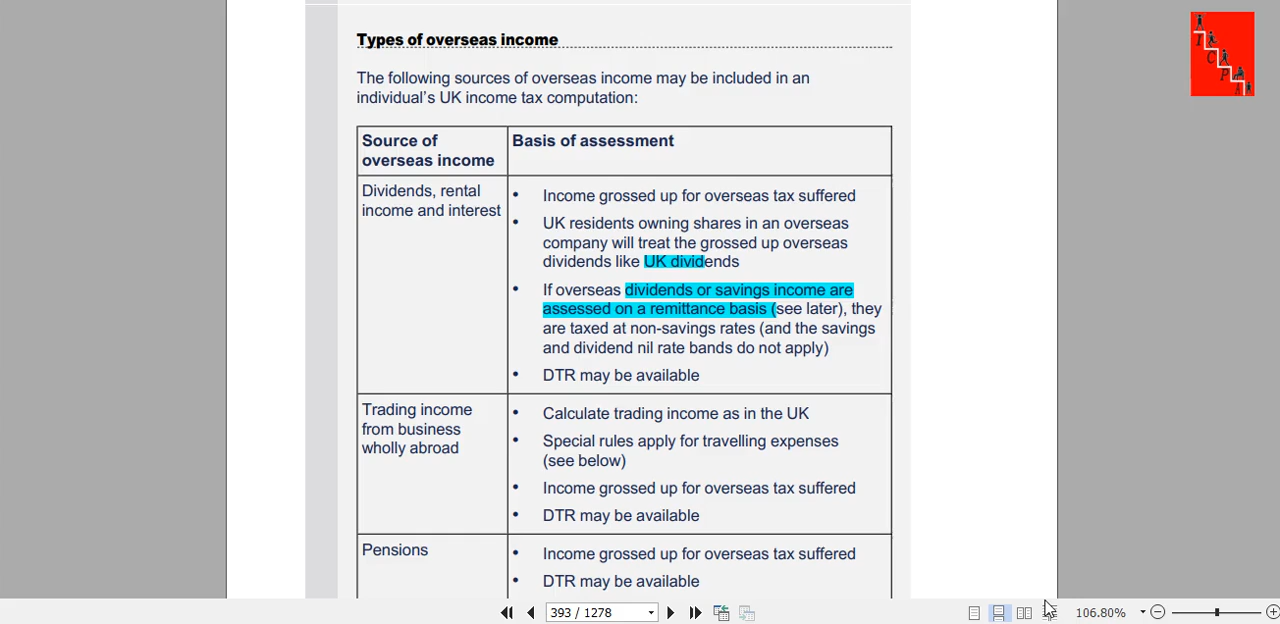 Types of overseas income
The following sources of overseas income may be included in an
individual's UK income tax computation:
Source of
overseas income
Basis of assessment
Dividends, rental
income and interest
• Income grossed up for overseas tax suffered
• UK residents owning shares in an overseas
company will treat the grossed up overseas
dividends like UK dividends
• If overseas dividends or savings income are
assessed on a remittance basis (see later), they
are taxed at non-savings rates (and the savings
and dividend nil rate bands do not apply)
• DTR may be available
Trading income
from business
wholly abroad
• Calculate trading income as in the UK
• Special rules apply for travelling expenses
(see below)
• Income grossed up for overseas tax suffered
• DTR may be available
Pensions
• Income grossed up for overseas tax suffered
• DTR may be available
I
C
P
A
393 / 1278
106.80%